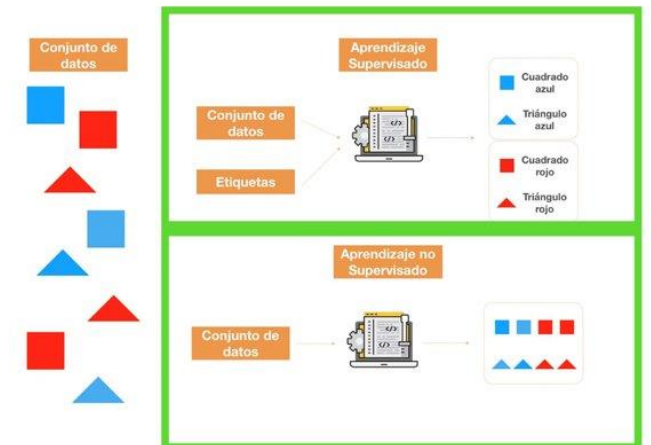 Conjunto de
datos
Aprendizaje
Supervisado
Conjunto de
datos
Etiquetas
Cuadrado
azul
Triángulo
azul
Cuadrado
rojo
Triángulo
rojo
Aprendizaje no
Supervisado
Conjunto de
datos